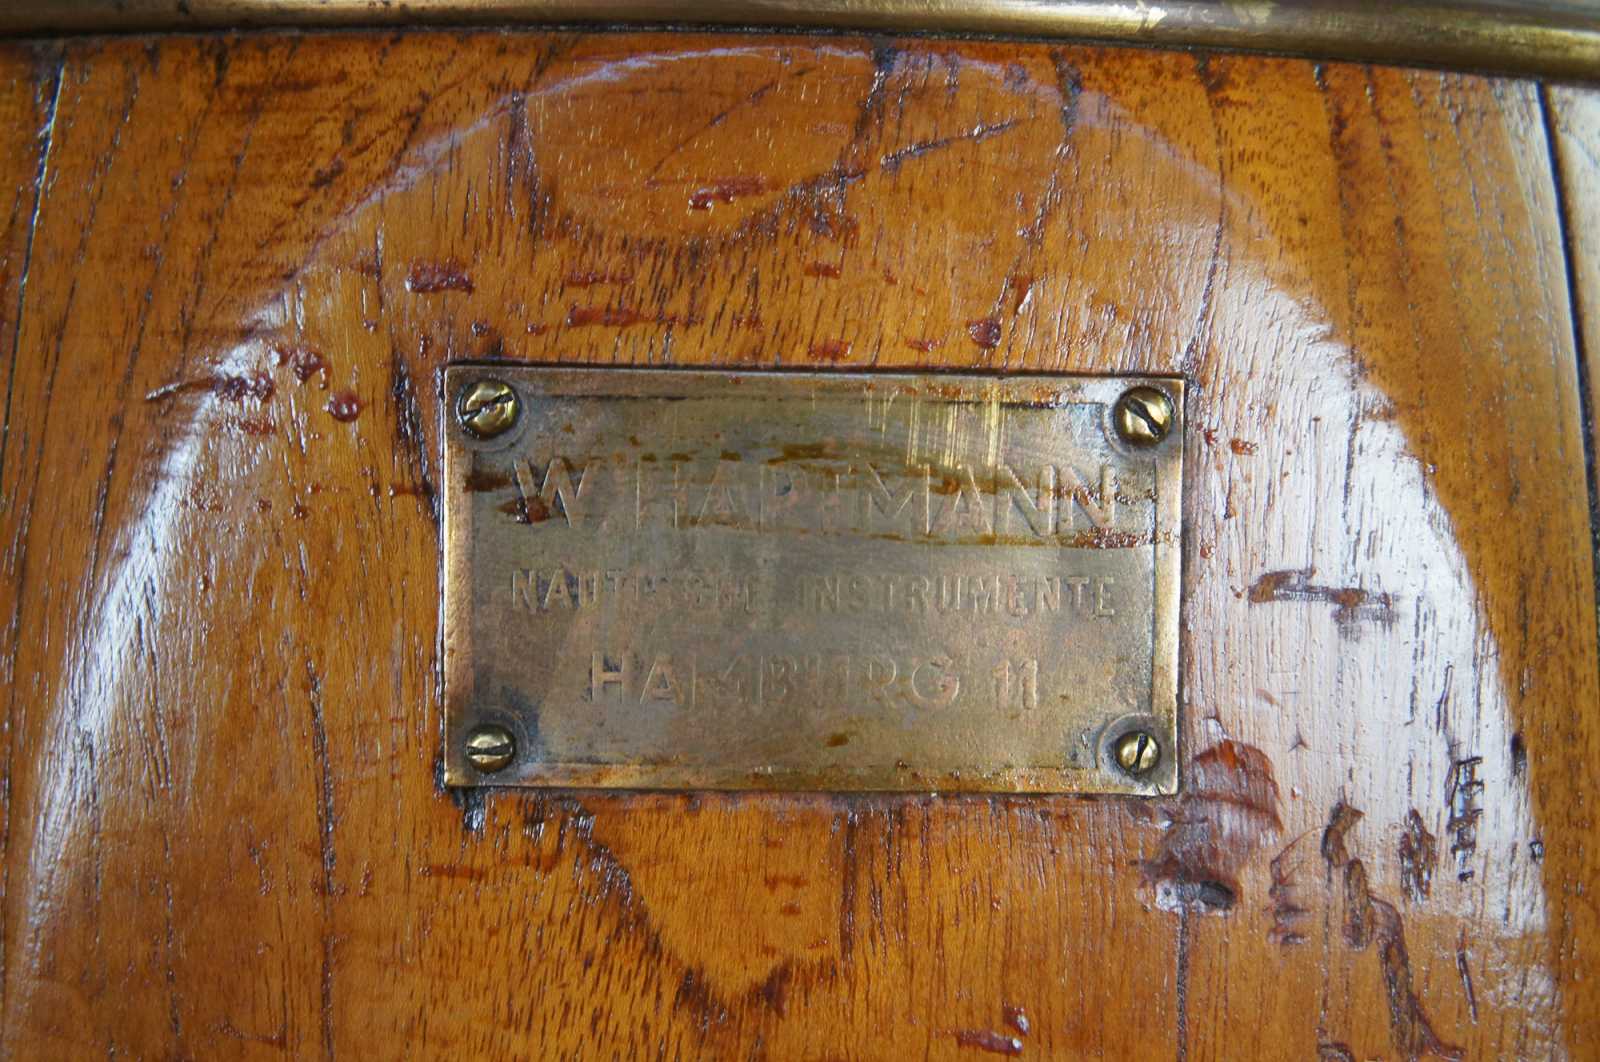 W. HARTMANN
NAUTISCHE INSTRUMENTE
HAMBURG 11